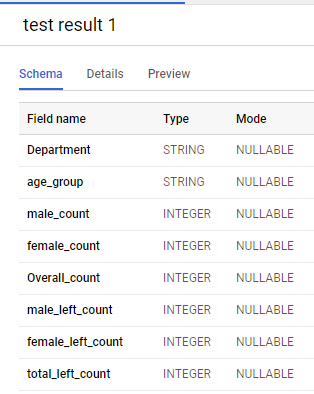 test result 1
Schema Details Preview
Field name Type Mode
Department STRING NULLABLE
age_group STRING NULLABLE
male_count INTEGER NULLABLE
female_count INTEGER NULLABLE
Overall_count INTEGER NULLABLE
male_left_count INTEGER NULLABLE
female_left_count INTEGER NULLABLE
total_left_count INTEGER NULLABLE